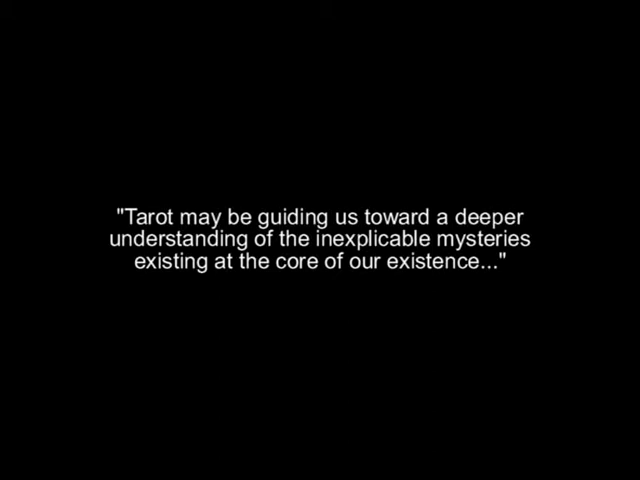 "Tarot may be guiding us toward a deeper
understanding of the inexplicable mysteries
existing at the core of our existence..."